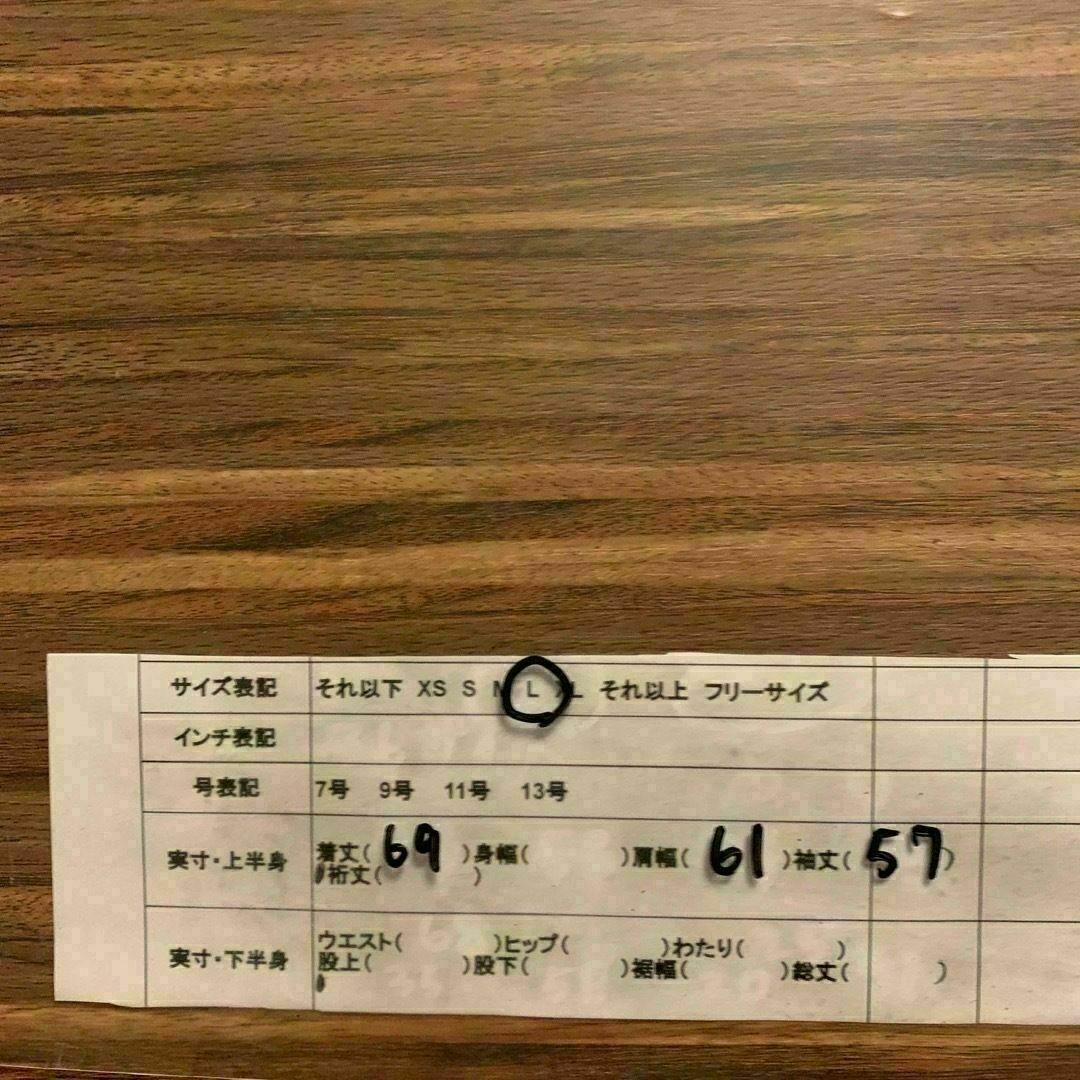 サイズ表記 それ以下 XS S M L XL それ以上 フリーサイズ
インチ表記
号表記 7号 9号 11号 13号
実寸・上半身 着丈( 69 )身幅( )肩幅( 61 )袖丈( 57 )
裄丈( )
実寸・下半身 ウエスト( )ヒップ( )わたり( )
股上( )股下( )裾幅( )総丈( )